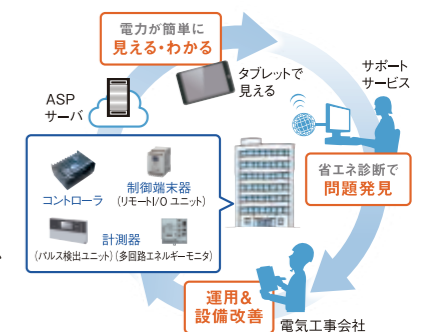 電力が簡単に
見える・わかる
タブレットで
見える
サポート
サービス
ASP
サーバ
省エネ診断で
問題発見
コントローラ
制御端末器
(リモートI/Oユニット)
計測器
(パルス検出ユニット)(多回路エネルギーモニタ)
運用&
設備改善
電気工事会社